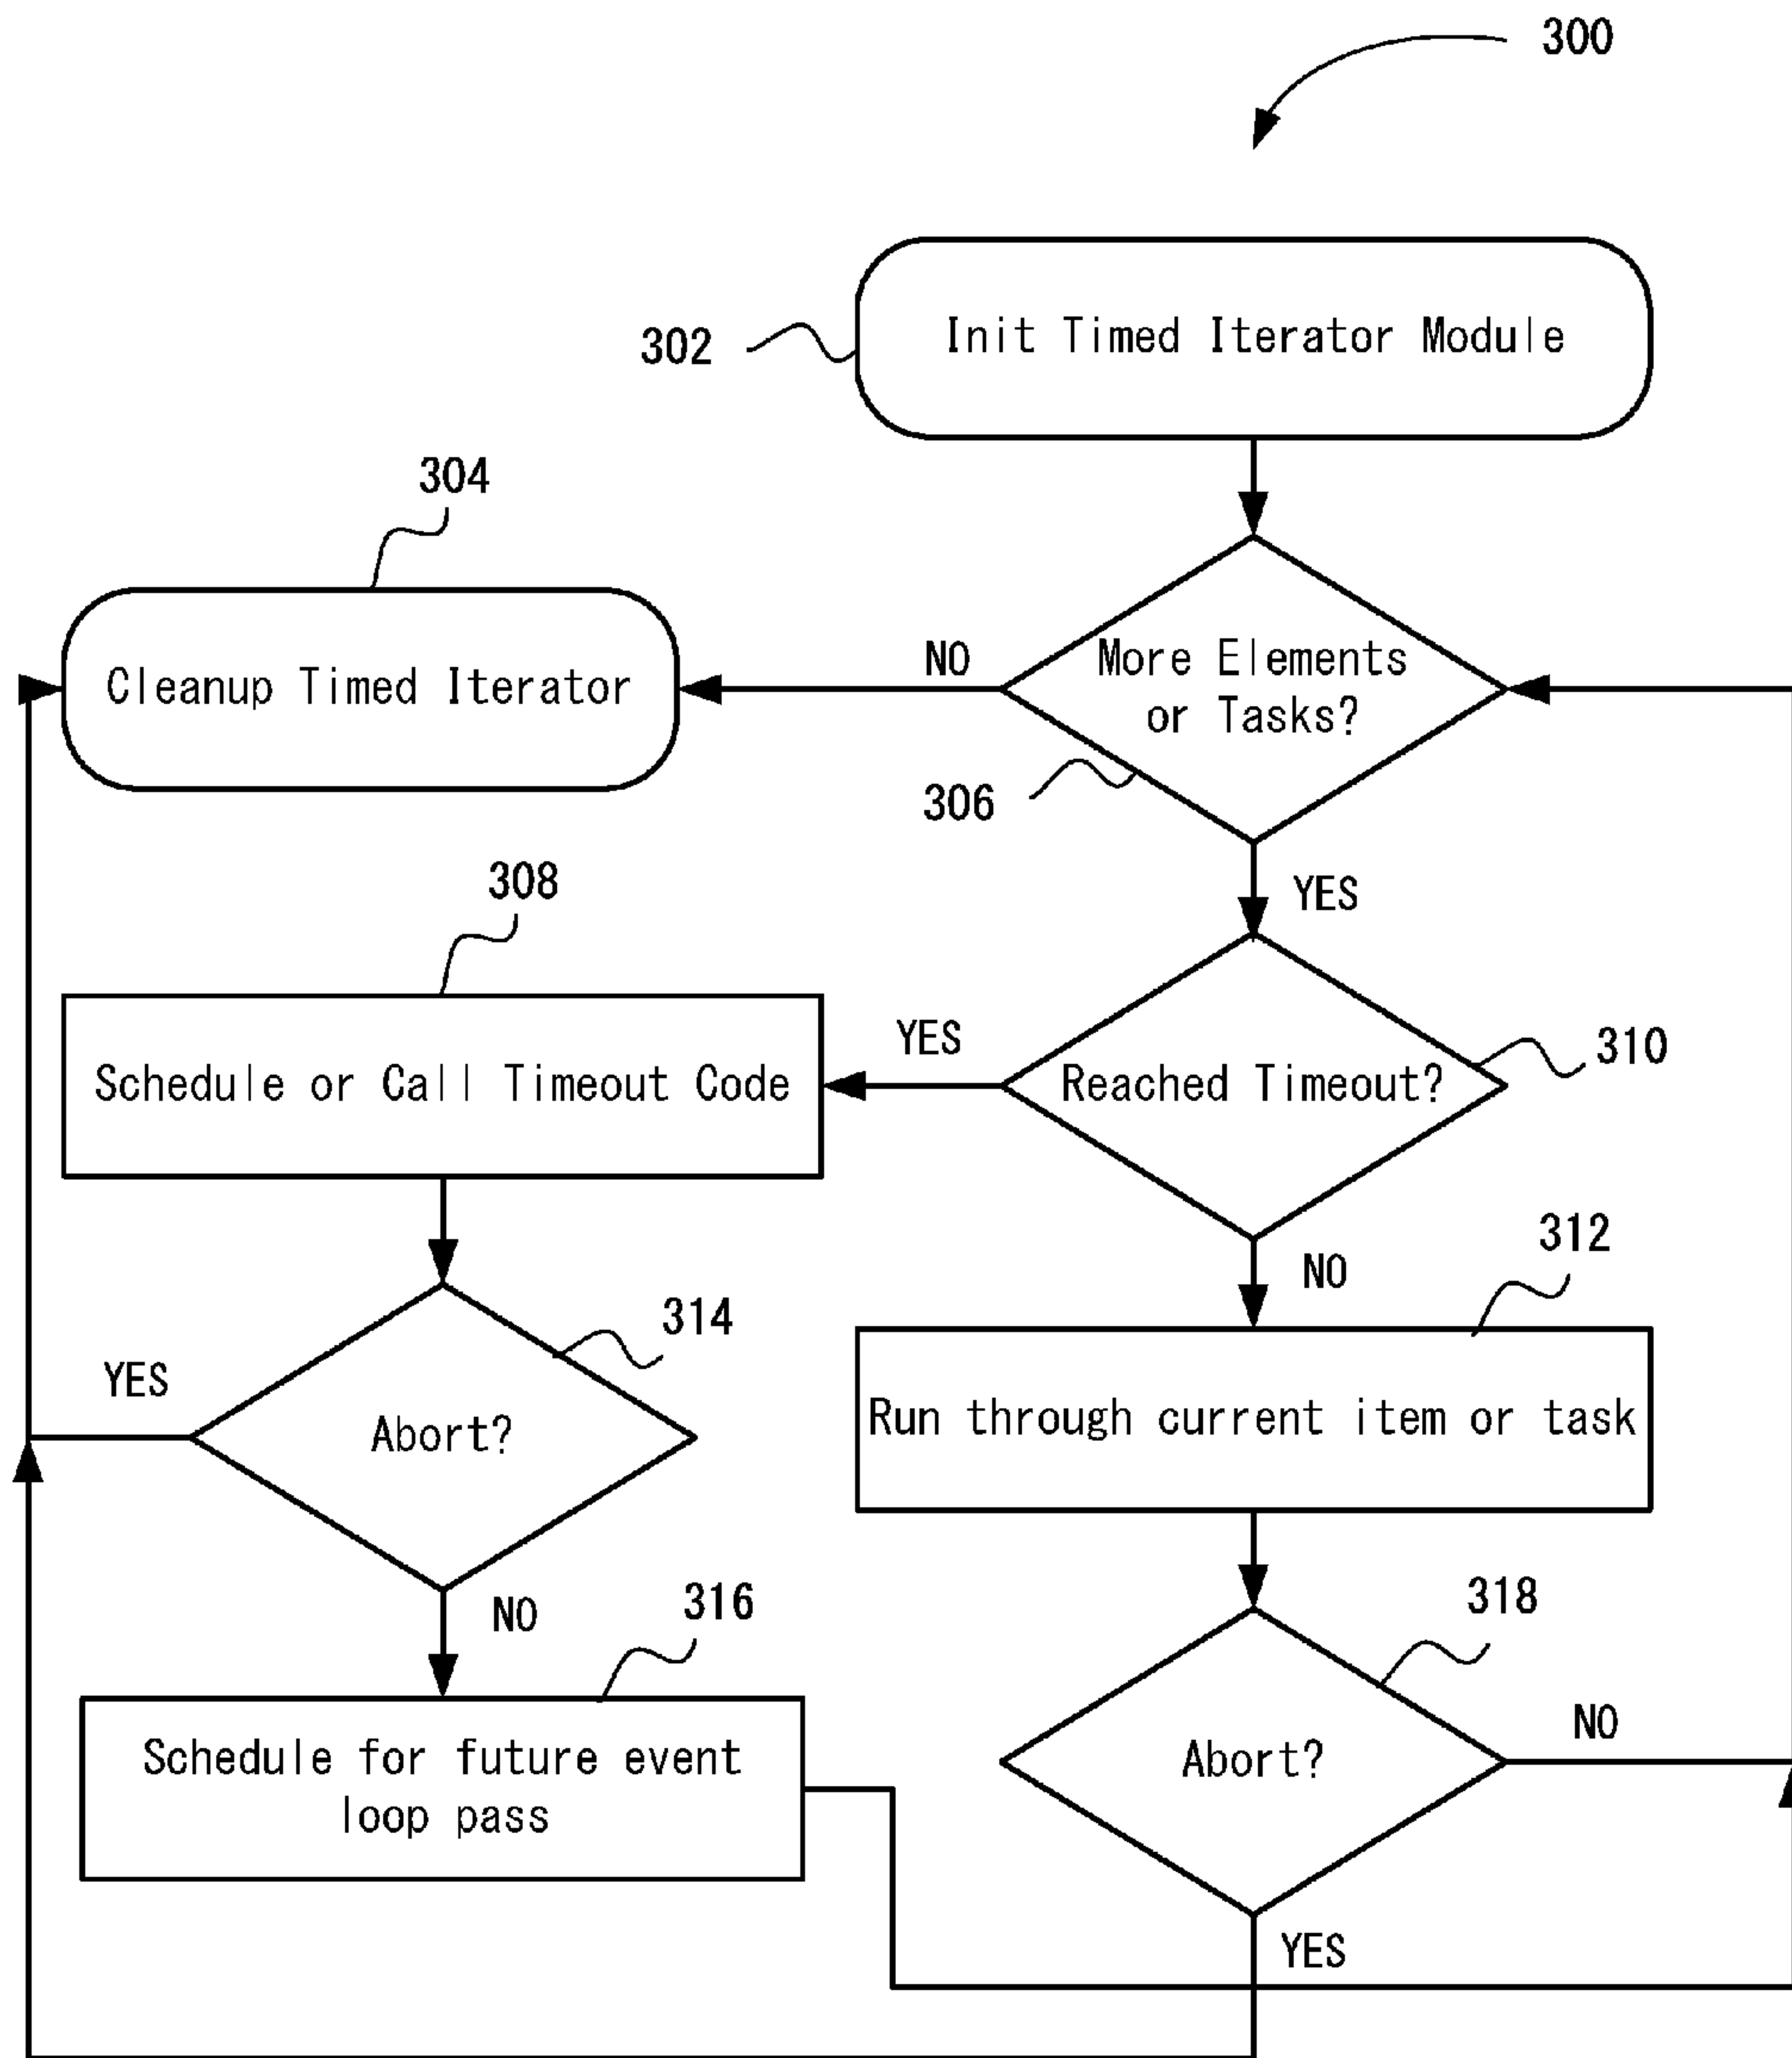 300
302
Init Timed Iterator Module
304
Cleanup Timed Iterator
NO
More Elements
or Tasks?
306
YES
308
Schedule or Call Timeout Code
YES
Reached Timeout?
310
NO
312
Run through current item or task
314
YES
Abort?
NO
316
Schedule for future event
loop pass
318
Abort?
NO
YES